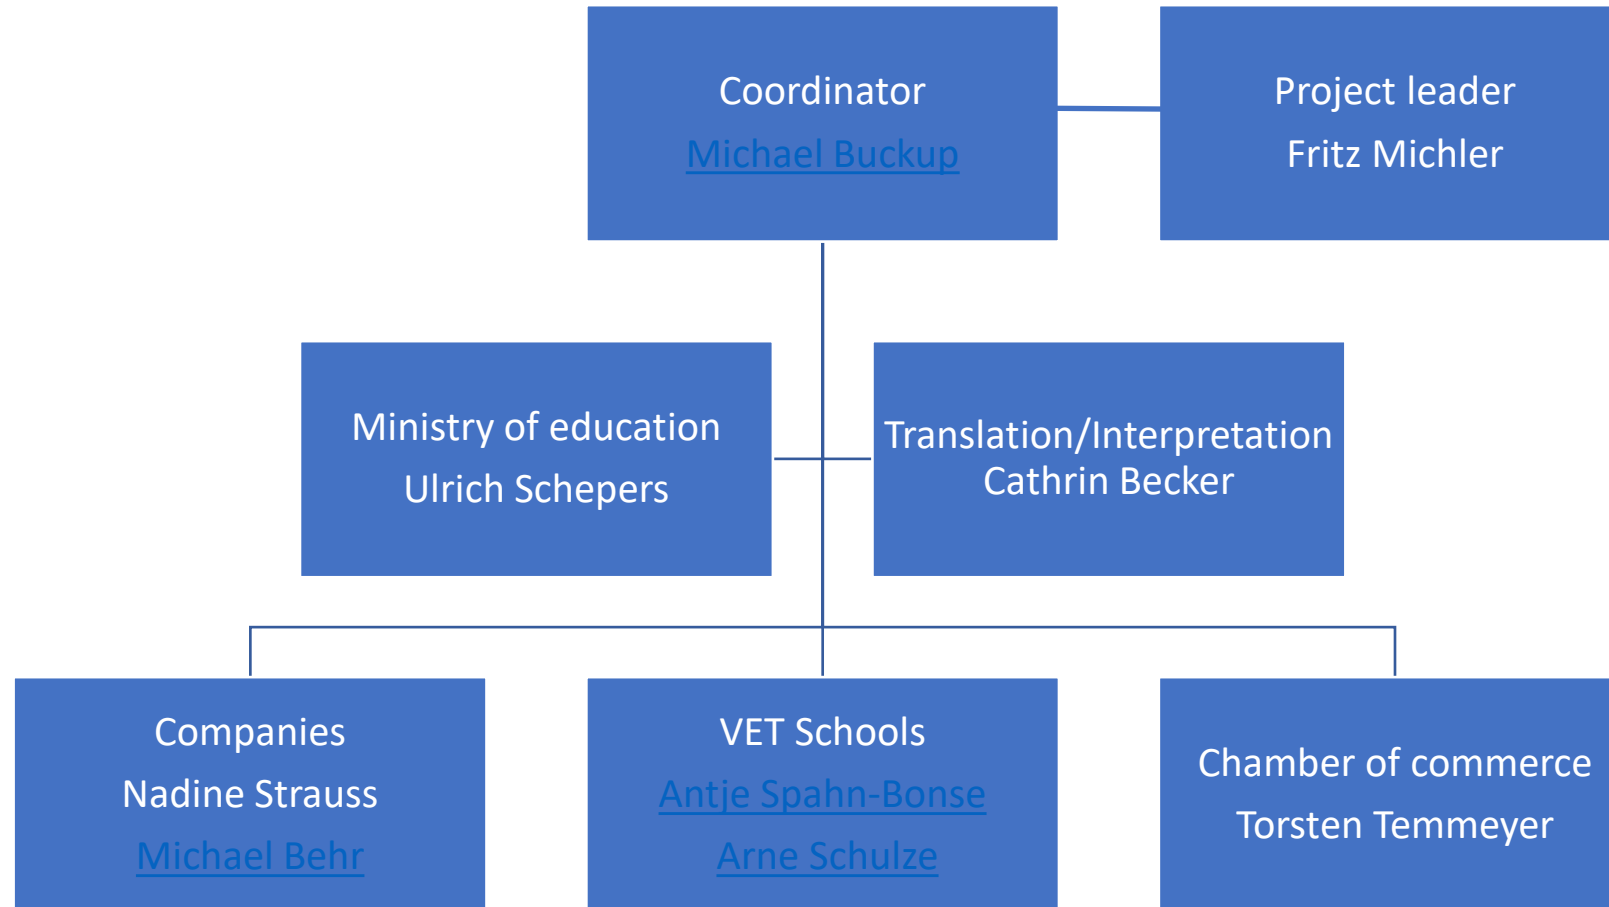 Coordinator
Michael Buckup
Project leader
Fritz Michler
Ministry of education
Ulrich Schepers
Translation/Interpretation
Cathrin Becker
Companies
Nadine Strauss
Michael Behr
VET Schools
Antje Spahn-Bonse
Arne Schulze
Chamber of commerce
Torsten Temmeyer